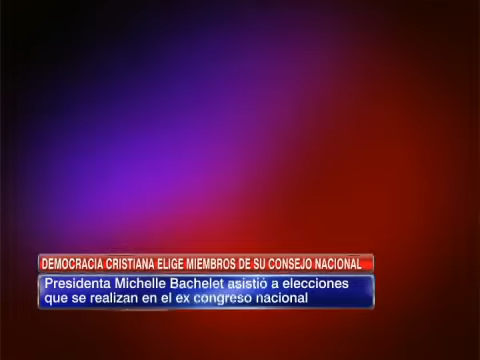 DEMOCRACIA CRISTIANA ELIGE MIEMBROS DE SU CONSEJO NACIONAL
Presidenta Michelle Bachelet asistió a elecciones
que se realizan en el ex congreso nacional